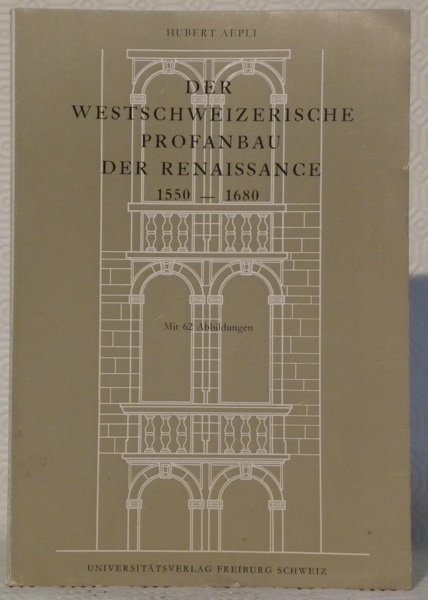 HUBERT AEPLI
DER
WESTSCHWEIZERISCHE
PROFANBAU
DER RENAISSANCE
1550 — 1680
Mit 62 Abbildungen
UNIVERSITÄTSVERLAG FREIBURG SCHWEIZ